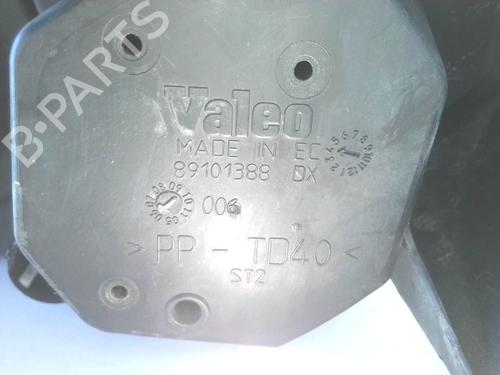 B-PARTS
Valeo
MADE IN EC
89101388 DX
006
> PP - TD40 <
ST2